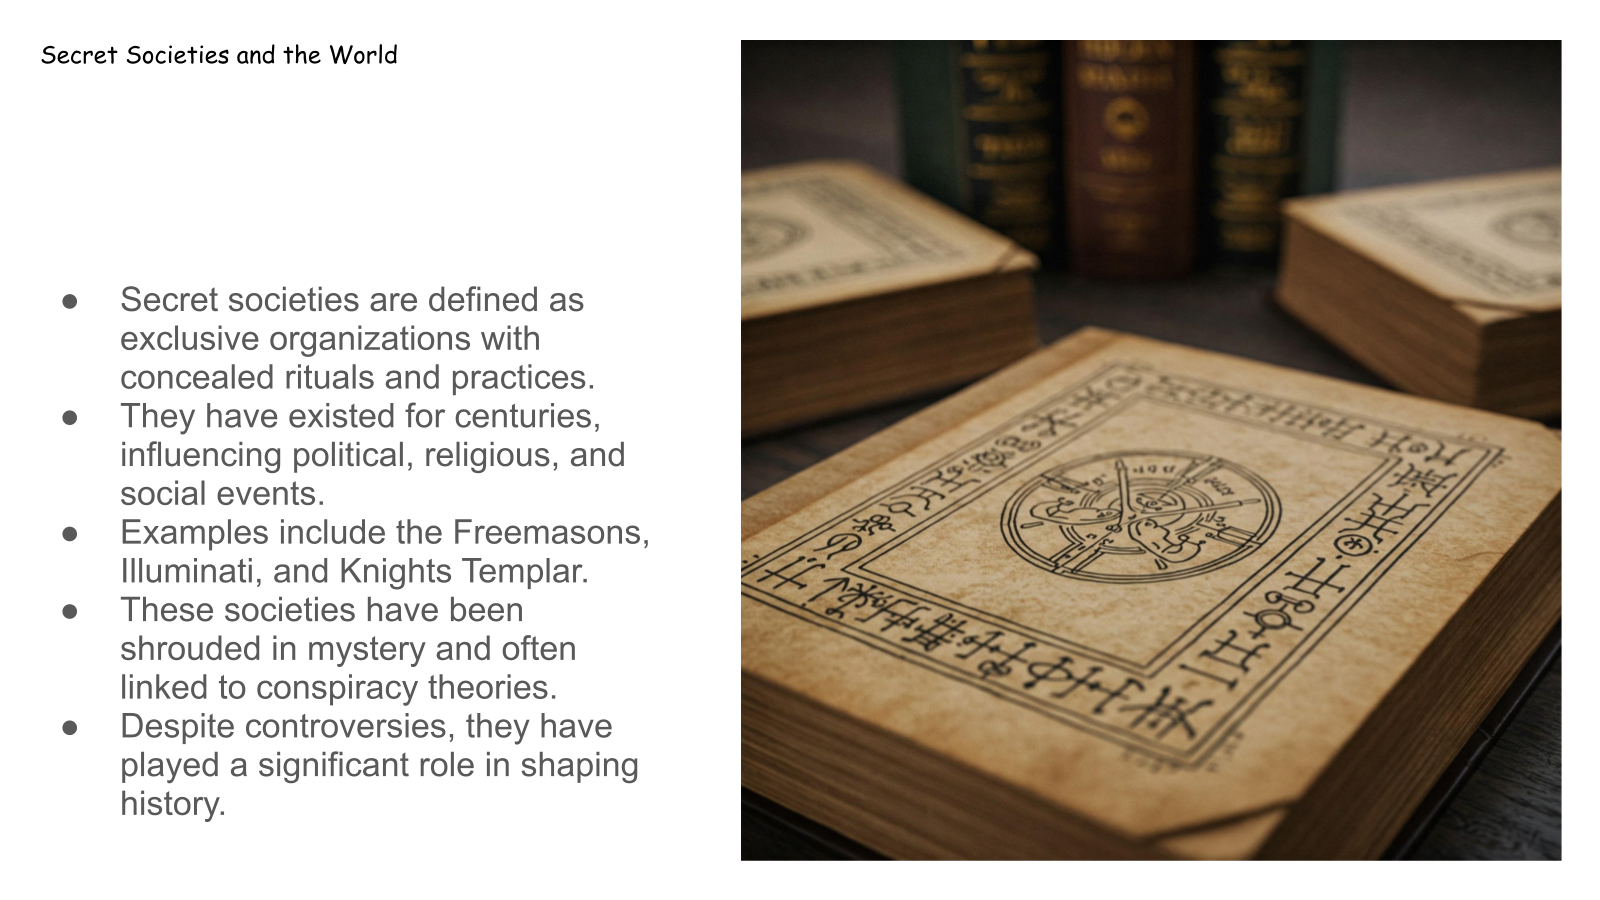 Secret Societies and the World
● Secret societies are defined as
exclusive organizations with
concealed rituals and practices.
● They have existed for centuries,
influencing political, religious, and
social events.
● Examples include the Freemasons,
Illuminati, and Knights Templar.
● These societies have been
shrouded in mystery and often
linked to conspiracy theories.
● Despite controversies, they have
played a significant role in shaping
history.